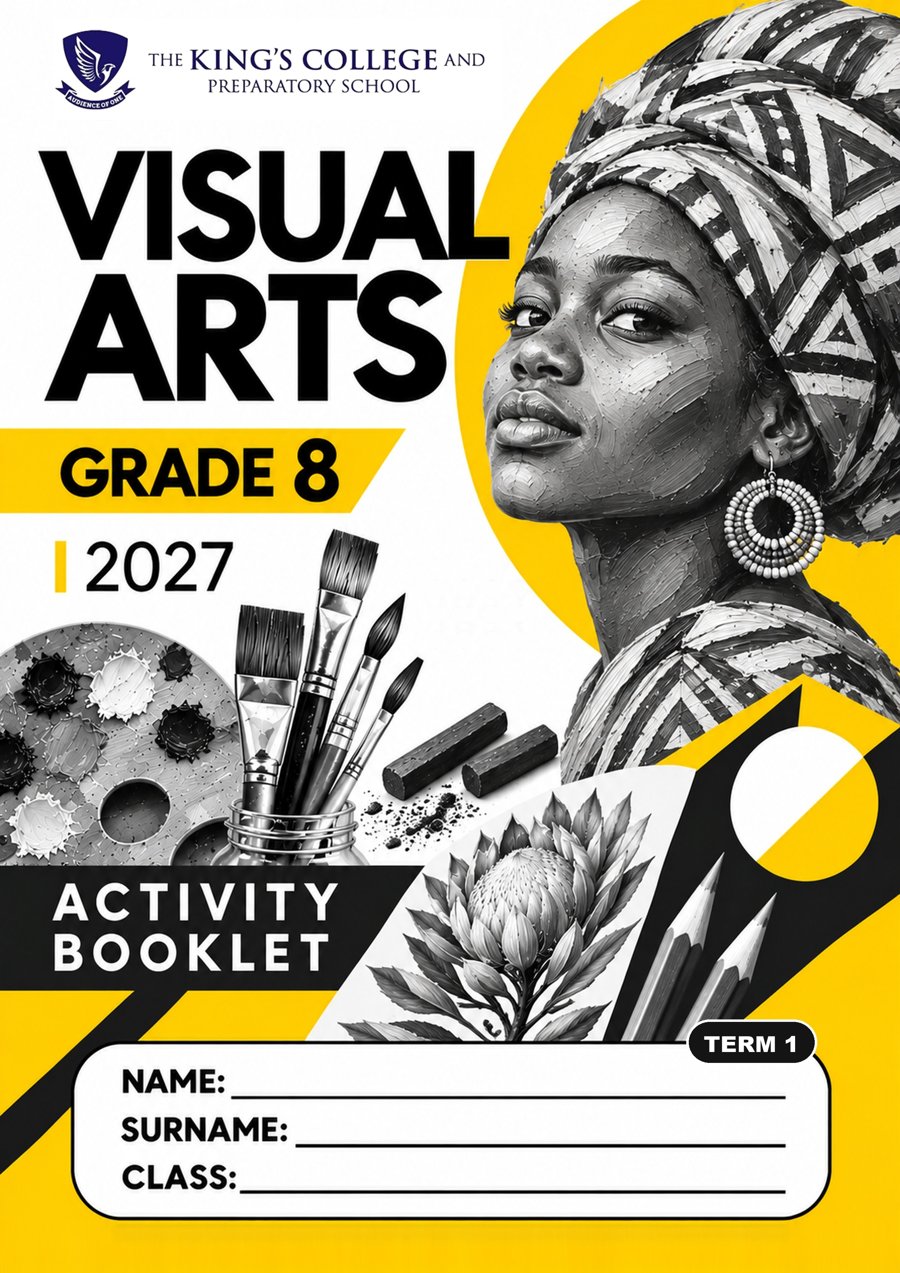 AUDIENCE OF ONE
THE KING'S COLLEGE AND
PREPARATORY SCHOOL
VISUAL
ARTS
GRADE 8
2027
ACTIVITY
BOOKLET
TERM 1
NAME:
SURNAME:
CLASS: